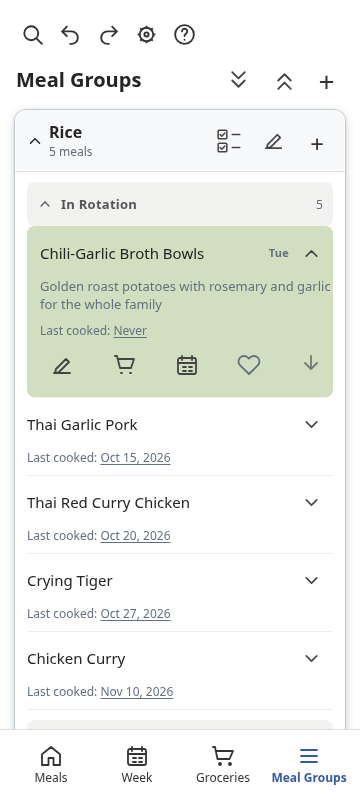 Meal Groups
Rice
5 meals
In Rotation 5
Chili-Garlic Broth Bowls Tue
Golden roast potatoes with rosemary and garlic
for the whole family
Last cooked: Never
Thai Garlic Pork
Last cooked: Oct 15, 2026
Thai Red Curry Chicken
Last cooked: Oct 20, 2026
Crying Tiger
Last cooked: Oct 27, 2026
Chicken Curry
Last cooked: Nov 10, 2026
Meals Week Groceries Meal Groups